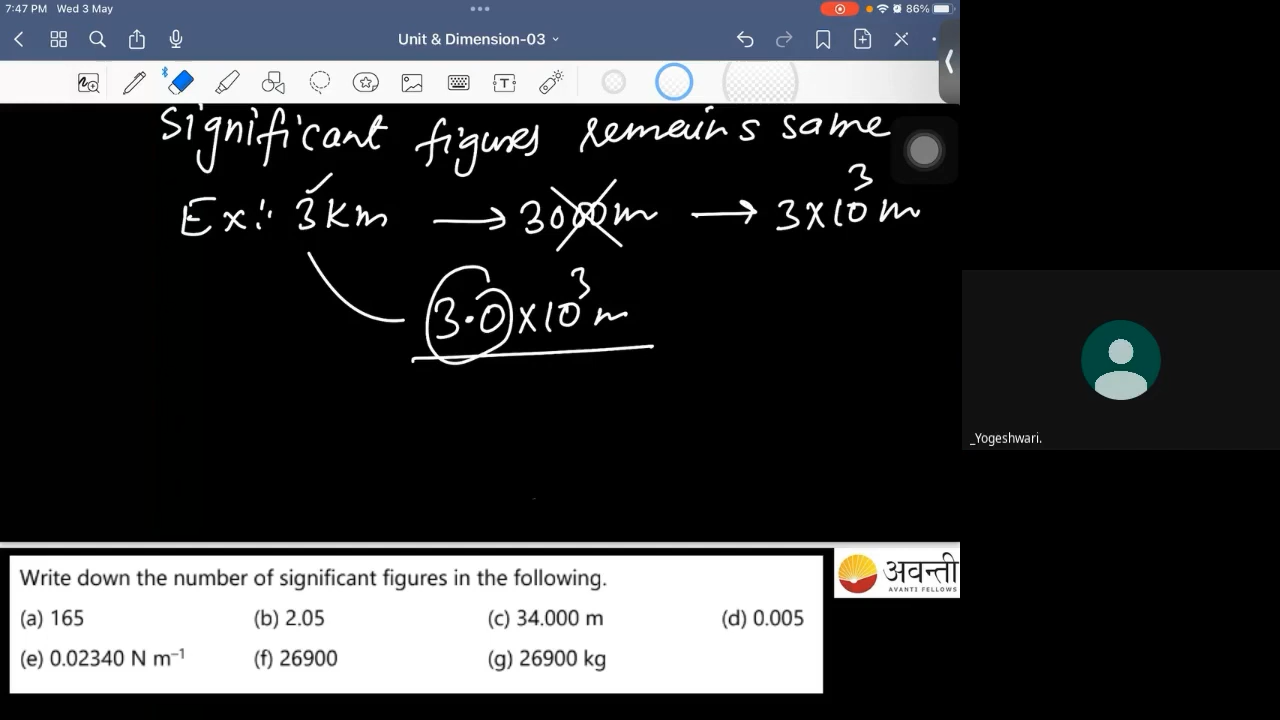 7:47 PM Wed 3 May 86%
Unit & Dimension-03
Significant figures remains same
Ex:- 3Km → 3000m → 3×10³ m
3.0×10³ m
Write down the number of significant figures in the following.
(a) 165 (b) 2.05 (c) 34.000 m (d) 0.005
(e) 0.02340 N m⁻¹ (f) 26900 (g) 26900 kg
अवन्ती
AVANTI FELLOWS
_Yogeshwari.